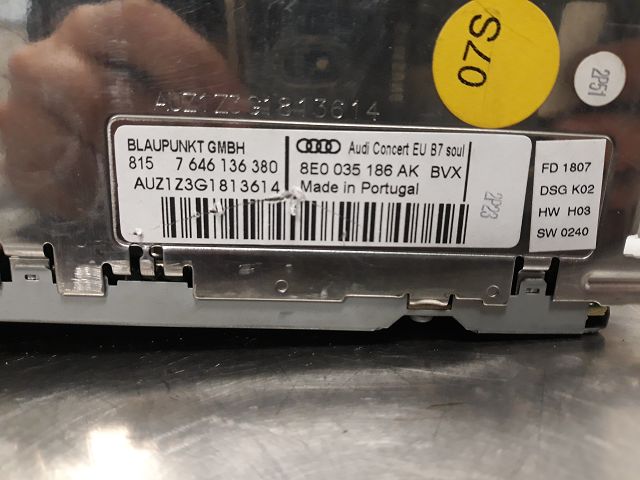 07S
2P51
AUZ1Z3G1813614
BLAUPUNKT GMBH
815 7 646 136 380
AUZ1Z3G1813614
Audi Concert EU B7 soul
8E0 035 186 AK BVX
Made in Portugal
2P23
FD 1807
DSG K02
HW H03
SW 0240